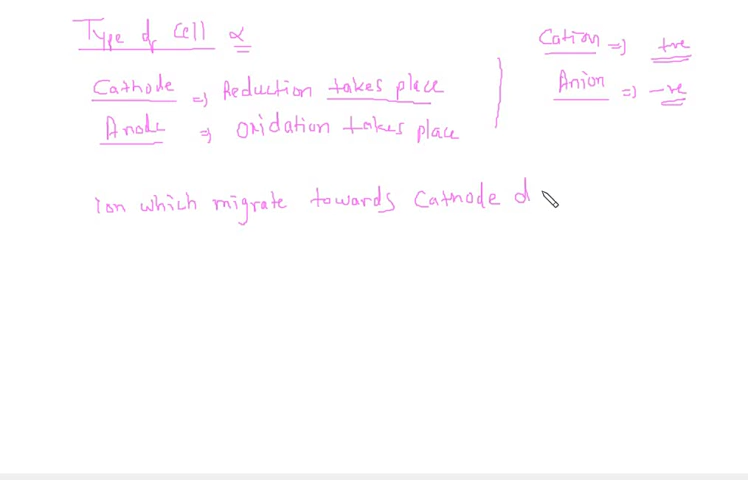 Type of cell α
Cathode => Reduction takes place
Anode => oxidation takes place
Cation => +ve
Anion => -ve
Ion which migrate towards Cathode d